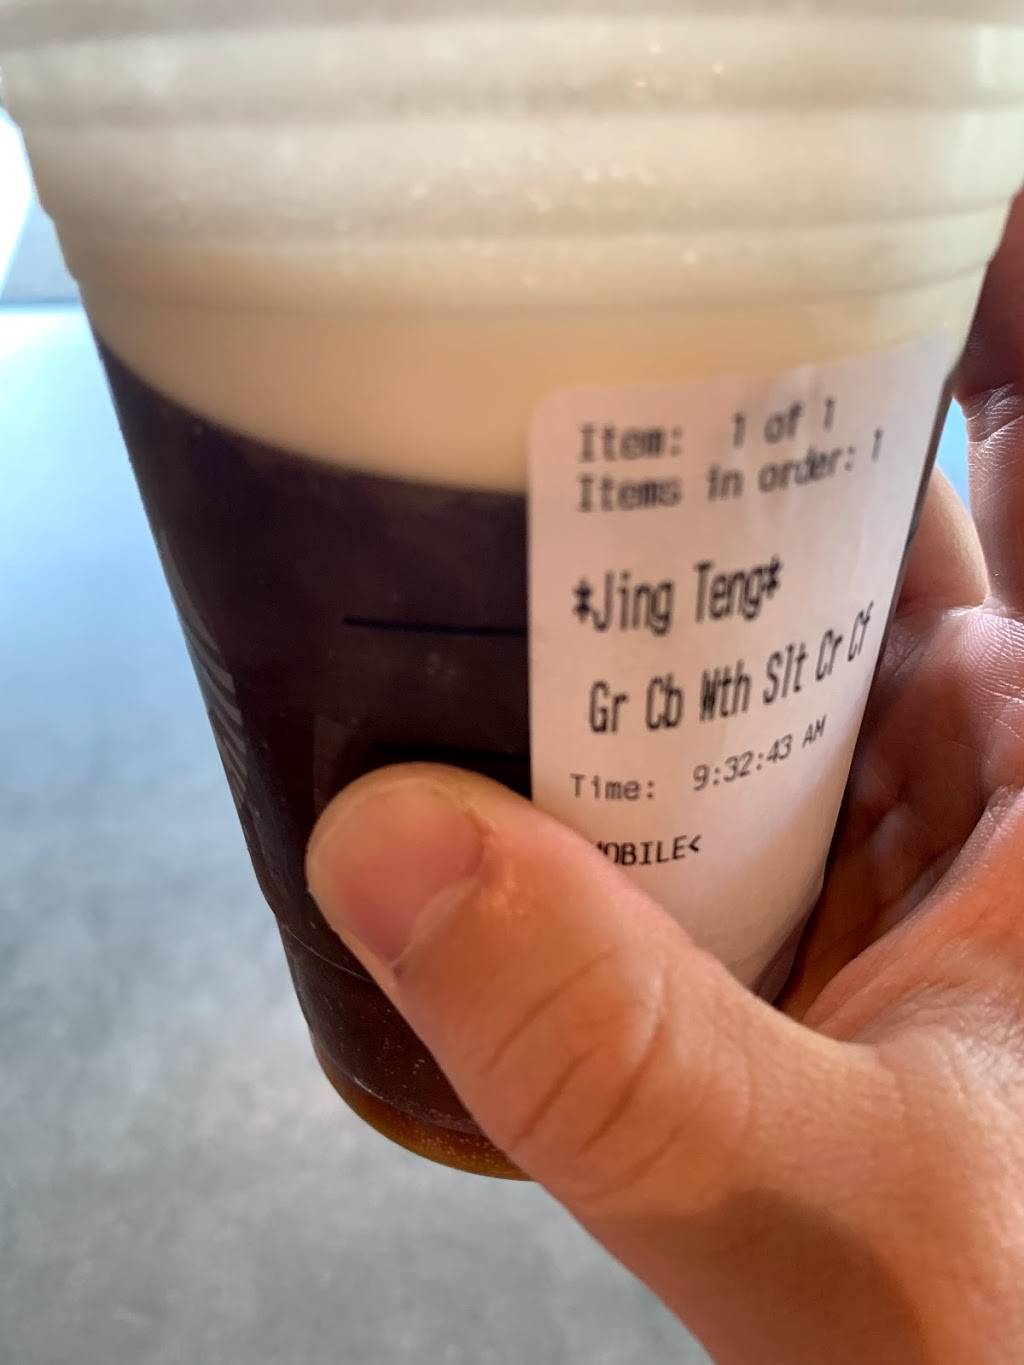 Item: 1 of 1
Items in order: 1
*Jing Teng*
Gr Cb Wth Slt Cr Cf
Time: 9:32:43 AM
MOBILE<